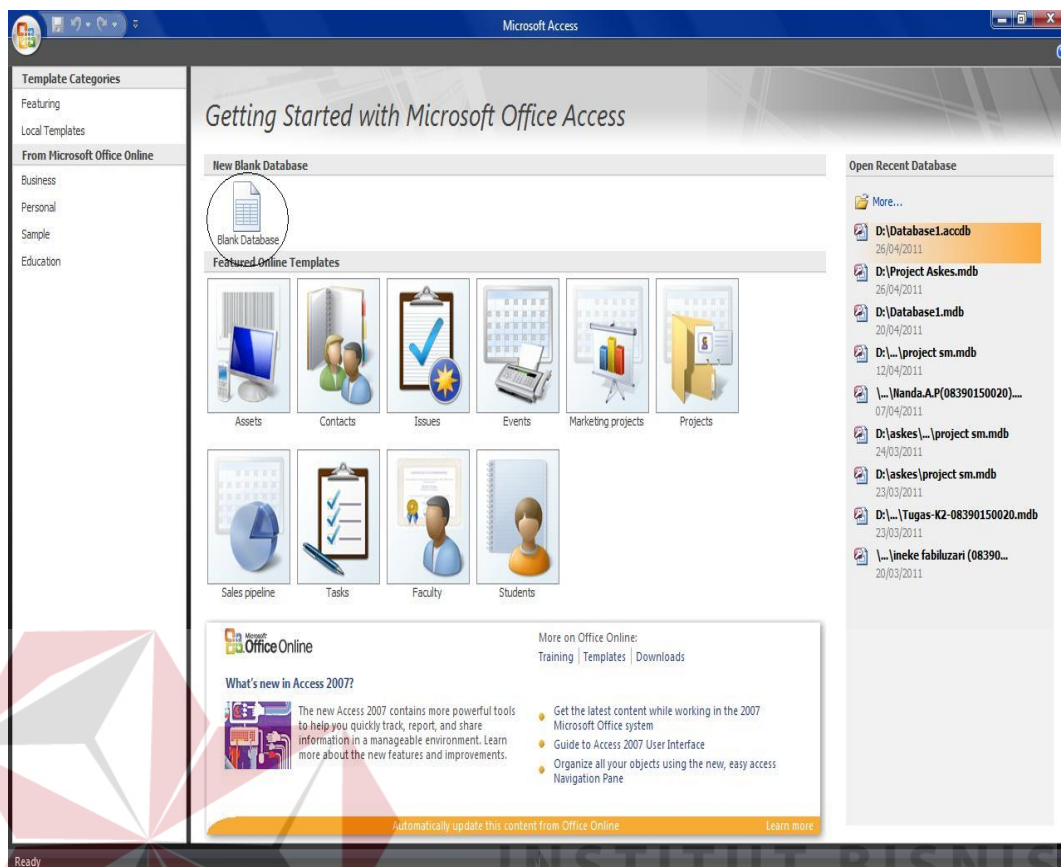 Microsoft Access
Template Categories
Featuring
Local Templates
From Microsoft Office Online
Business
Personal
Sample
Education
Getting Started with Microsoft Office Access
New Blank Database
Blank Database
Featured Online Templates
Assets
Contacts
Issues
Events
Marketing projects
Projects
Sales pipeline
Tasks
Faculty
Students
Microsoft
Office Online
What's new in Access 2007?
The new Access 2007 contains more powerful tools
to help you quickly track, report, and share
information in a manageable environment. Learn
more about the new features and improvements.
More on Office Online:
Training | Templates | Downloads
Get the latest content while working in the 2007
Microsoft Office system
Guide to Access 2007 User Interface
Organize all your objects using the new, easy access
Navigation Pane
Automatically update this content from Office Online
Learn more
Open Recent Database
More...
D:\Database1.accdb
26/04/2011
D:\Project Askes.mdb
26/04/2011
D:\Database1.mdb
20/04/2011
D:\...\project sm.mdb
12/04/2011
\...\Nanda.A.P(08390150020)....
07/04/2011
D:\askes\...\project sm.mdb
24/03/2011
D:\askes\project sm.mdb
23/03/2011
D:\...\Tugas-K2-08390150020.mdb
23/03/2011
\...\ineke fabiluzari (08390...
20/03/2011
Ready
INSTITUT BISNIS